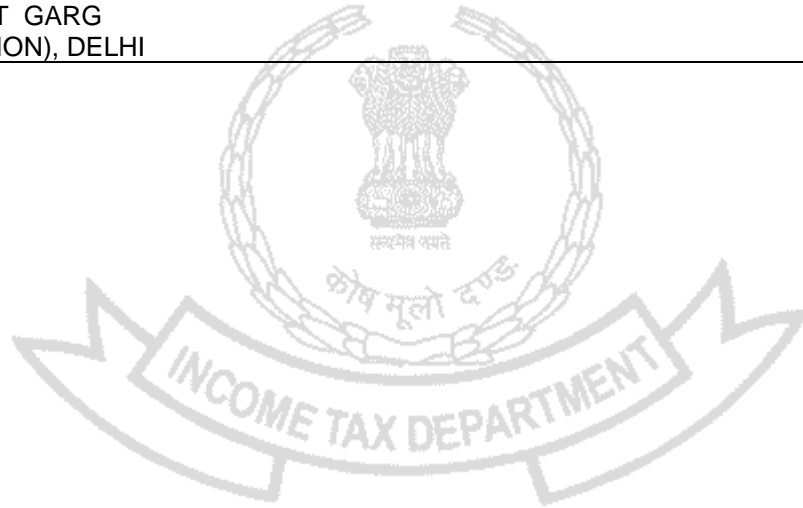 T GARG
ION), DELHI
सत्यमेव जयते
कोष मूलो दण्डः
INCOME TAX DEPARTMENT